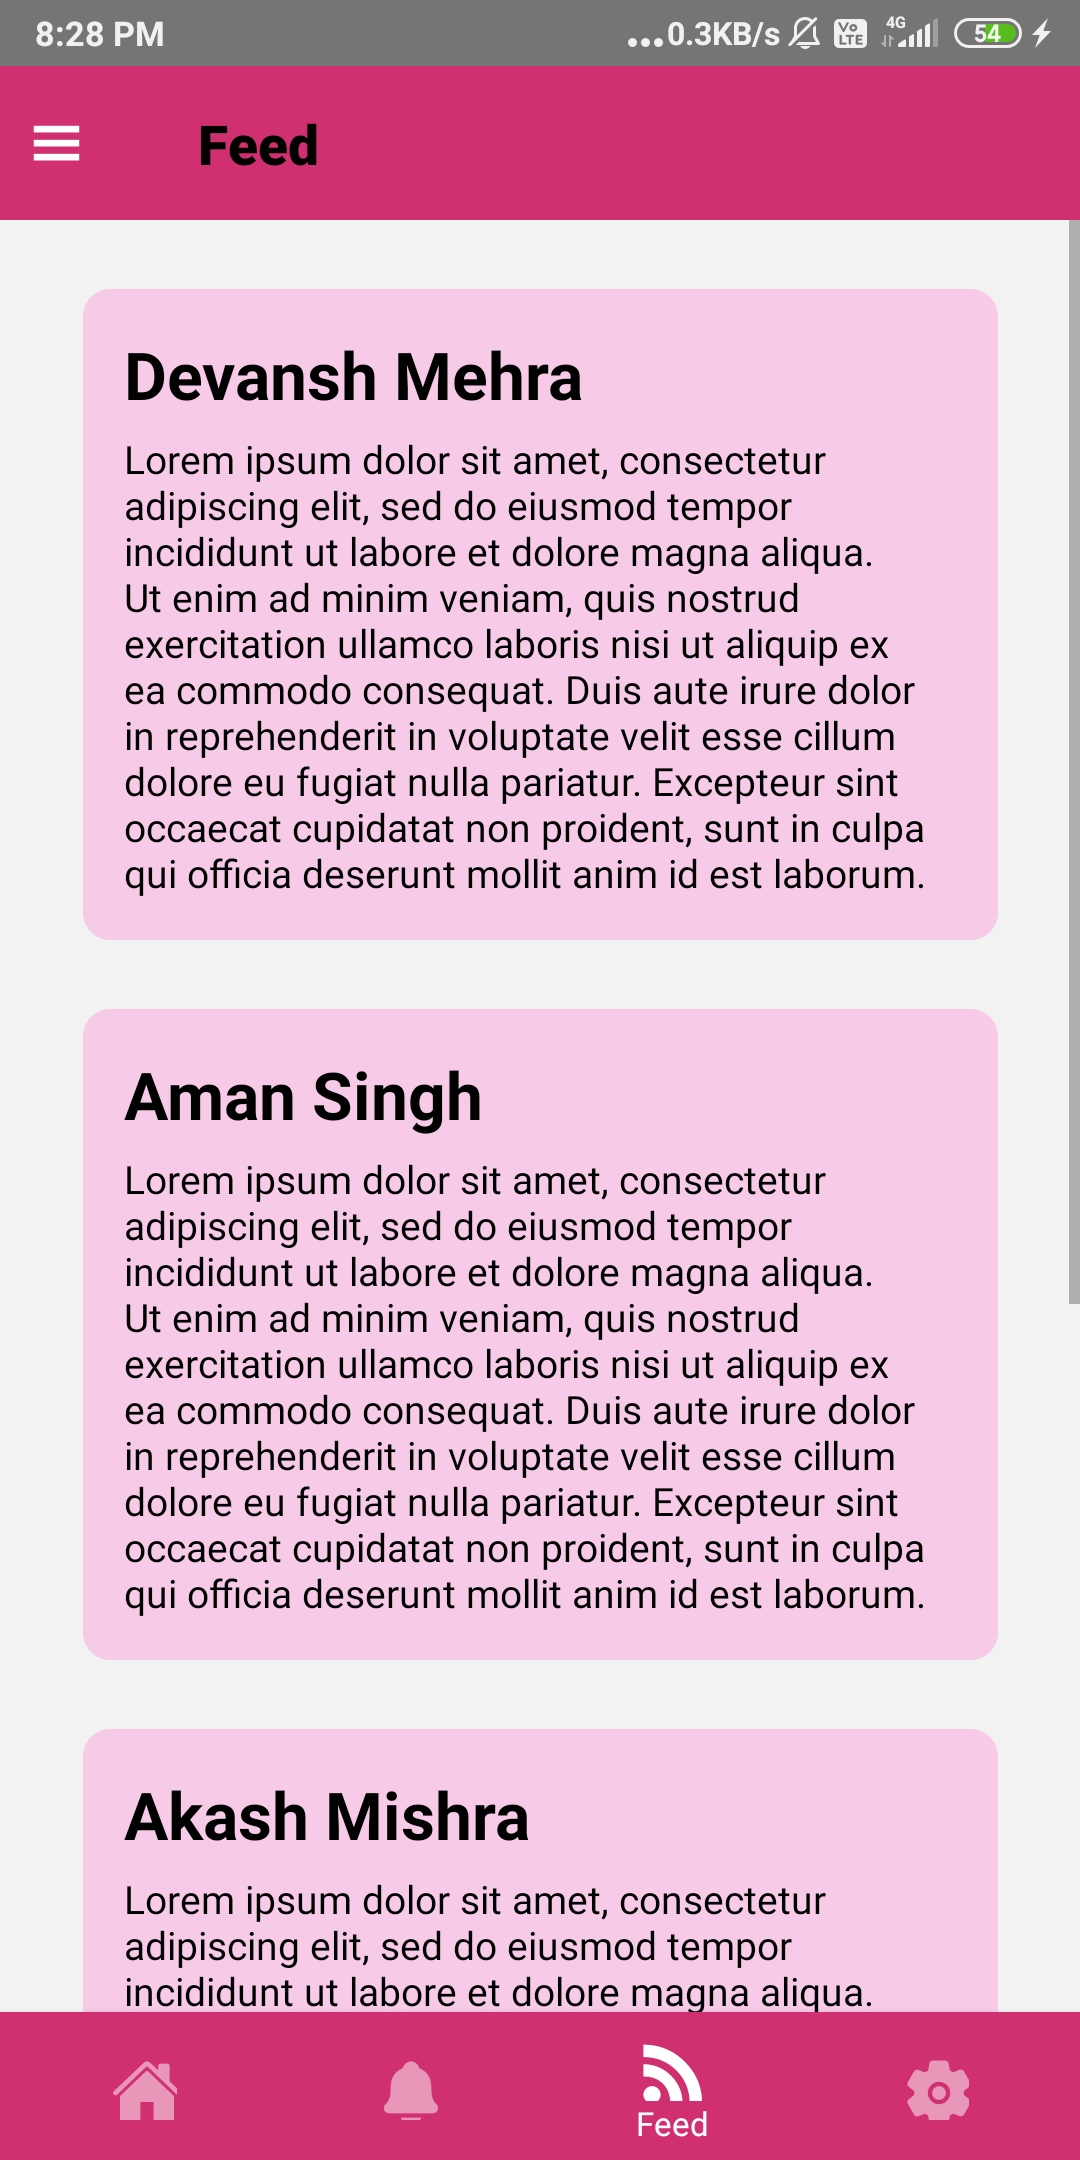 8:28 PM
...0.3KB/s Vo LTE 4G 54
Feed
Devansh Mehra
Lorem ipsum dolor sit amet, consectetur
adipiscing elit, sed do eiusmod tempor
incididunt ut labore et dolore magna aliqua.
Ut enim ad minim veniam, quis nostrud
exercitation ullamco laboris nisi ut aliquip ex
ea commodo consequat. Duis aute irure dolor
in reprehenderit in voluptate velit esse cillum
dolore eu fugiat nulla pariatur. Excepteur sint
occaecat cupidatat non proident, sunt in culpa
qui officia deserunt mollit anim id est laborum.
Aman Singh
Lorem ipsum dolor sit amet, consectetur
adipiscing elit, sed do eiusmod tempor
incididunt ut labore et dolore magna aliqua.
Ut enim ad minim veniam, quis nostrud
exercitation ullamco laboris nisi ut aliquip ex
ea commodo consequat. Duis aute irure dolor
in reprehenderit in voluptate velit esse cillum
dolore eu fugiat nulla pariatur. Excepteur sint
occaecat cupidatat non proident, sunt in culpa
qui officia deserunt mollit anim id est laborum.
Akash Mishra
Lorem ipsum dolor sit amet, consectetur
adipiscing elit, sed do eiusmod tempor
incididunt ut labore et dolore magna aliqua.
Feed